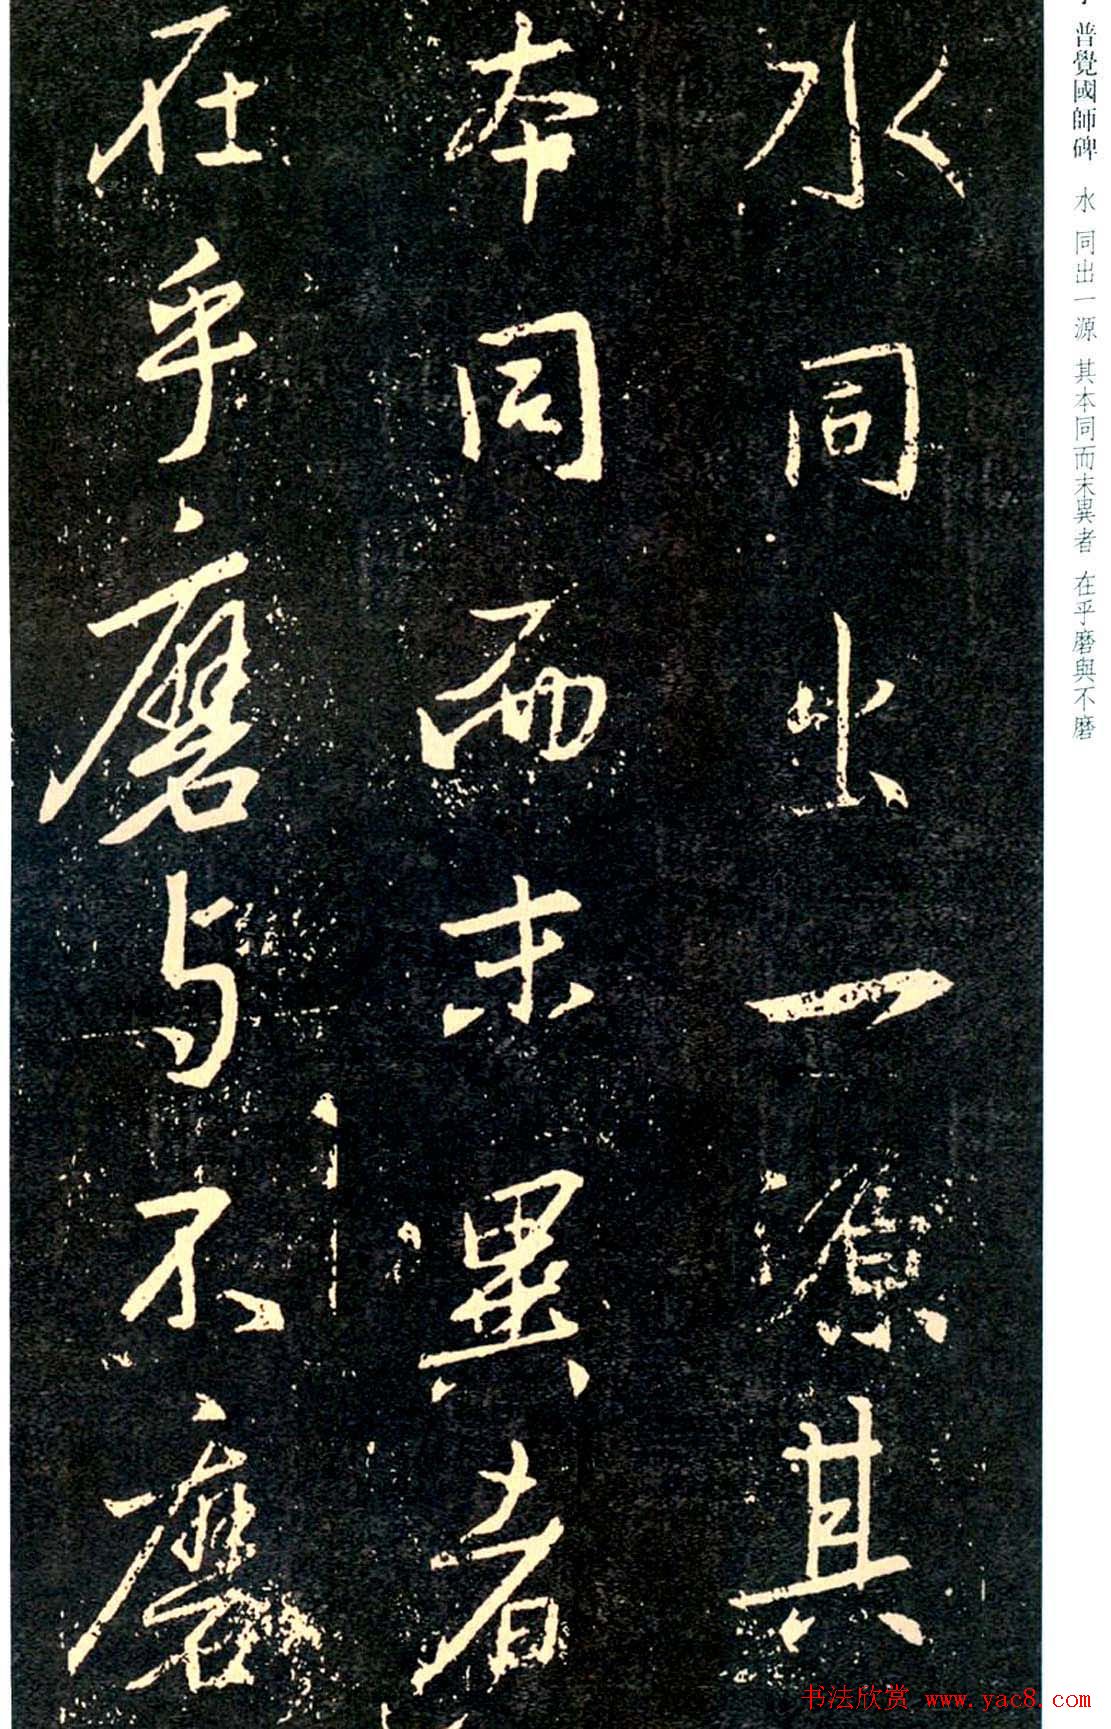 水同出一源其
本同而末異者
在乎磨与不磨
普覺國師碑 水 同出一源 其本同而末異者 在乎磨與不磨
书法欣赏 www.yac8.com